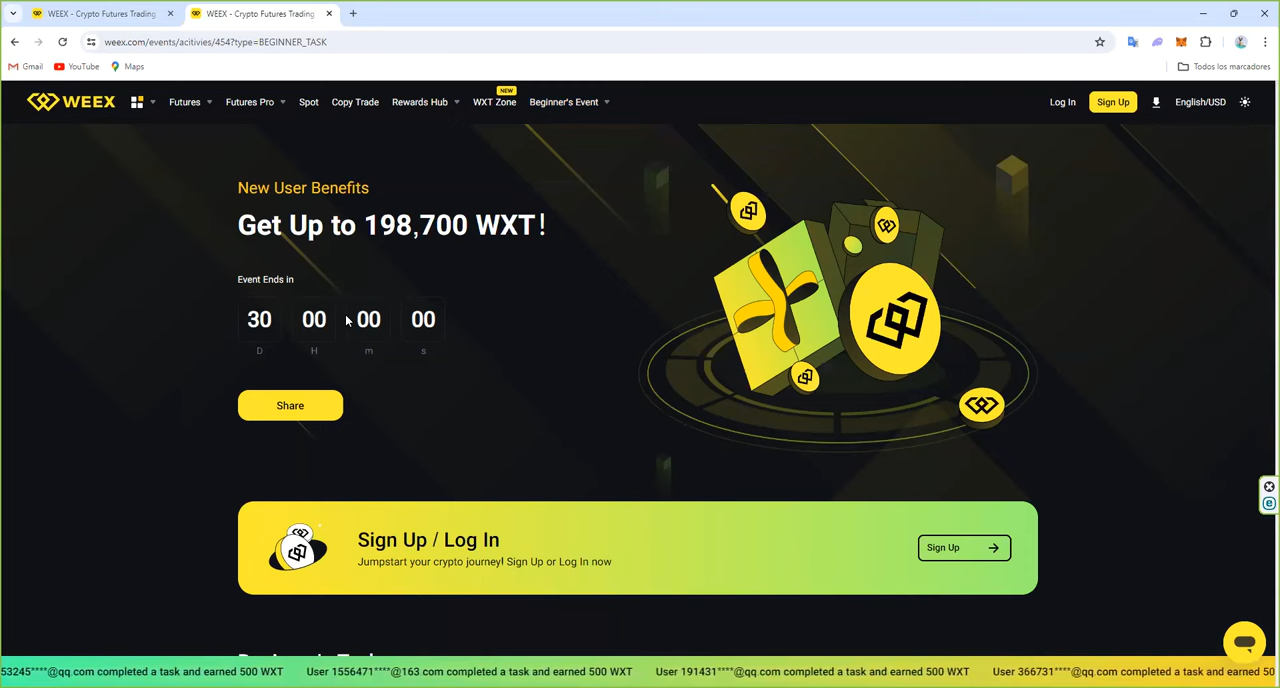 WEEX - Crypto Futures Trading
WEEX - Crypto Futures Trading
weex.com/events/acitivies/454?type=BEGINNER_TASK
Gmail YouTube Maps Todos los marcadores
WEEX Futures Futures Pro Spot Copy Trade Rewards Hub WXT Zone NEW Beginner's Event Log In Sign Up English/USD
New User Benefits
Get Up to 198,700 WXT!
Event Ends in
30 00 00 00
D H m s
Share
Sign Up / Log In
Jumpstart your crypto journey! Sign Up or Log In now
Sign Up
53245****@qq.com completed a task and earned 500 WXT User 1556471****@163.com completed a task and earned 500 WXT User 191431****@qq.com completed a task and earned 500 WXT User 366731****@qq.com completed a task and earned 50